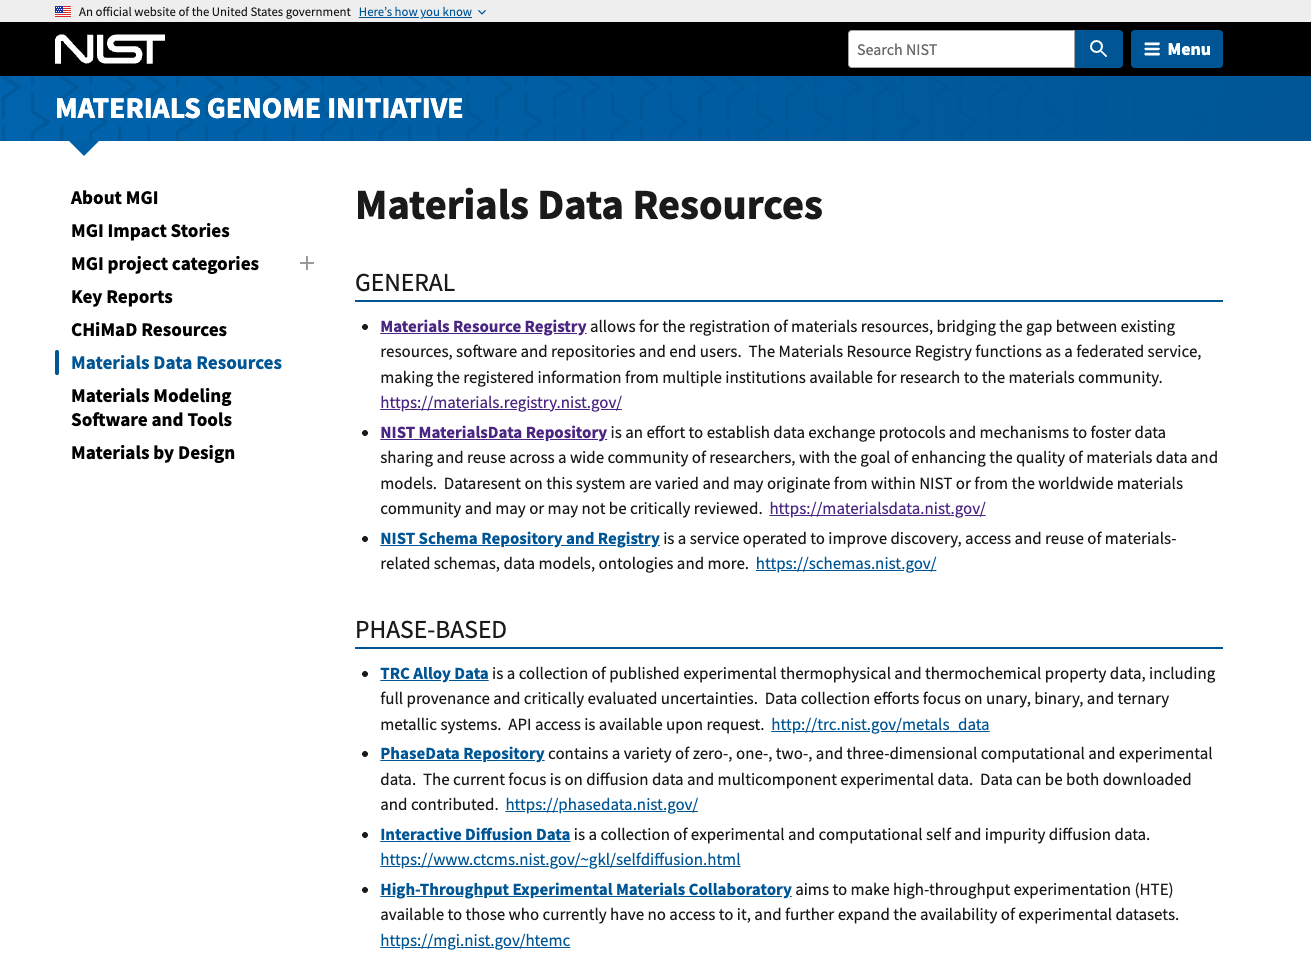 An official website of the United States government Here's how you know
NIST
Search NIST
Menu
MATERIALS GENOME INITIATIVE
About MGI
MGI Impact Stories
MGI project categories
Key Reports
CHiMaD Resources
Materials Data Resources
Materials Modeling
Software and Tools
Materials by Design
Materials Data Resources
GENERAL
Materials Resource Registry allows for the registration of materials resources, bridging the gap between existing
resources, software and repositories and end users. The Materials Resource Registry functions as a federated service,
making the registered information from multiple institutions available for research to the materials community.
https://materials.registry.nist.gov/
NIST MaterialsData Repository is an effort to establish data exchange protocols and mechanisms to foster data
sharing and reuse across a wide community of researchers, with the goal of enhancing the quality of materials data and
models. Dataresent on this system are varied and may originate from within NIST or from the worldwide materials
community and may or may not be critically reviewed. https://materialsdata.nist.gov/
NIST Schema Repository and Registry is a service operated to improve discovery, access and reuse of materials-
related schemas, data models, ontologies and more. https://schemas.nist.gov/
PHASE-BASED
TRC Alloy Data is a collection of published experimental thermophysical and thermochemical property data, including
full provenance and critically evaluated uncertainties. Data collection efforts focus on unary, binary, and ternary
metallic systems. API access is available upon request. http://trc.nist.gov/metals_data
PhaseData Repository contains a variety of zero-, one-, two-, and three-dimensional computational and experimental
data. The current focus is on diffusion data and multicomponent experimental data. Data can be both downloaded
and contributed. https://phasedata.nist.gov/
Interactive Diffusion Data is a collection of experimental and computational self and impurity diffusion data.
https://www.ctcms.nist.gov/~gkl/selfdiffusion.html
High-Throughput Experimental Materials Collaboratory aims to make high-throughput experimentation (HTE)
available to those who currently have no access to it, and further expand the availability of experimental datasets.
https://mgi.nist.gov/htemc